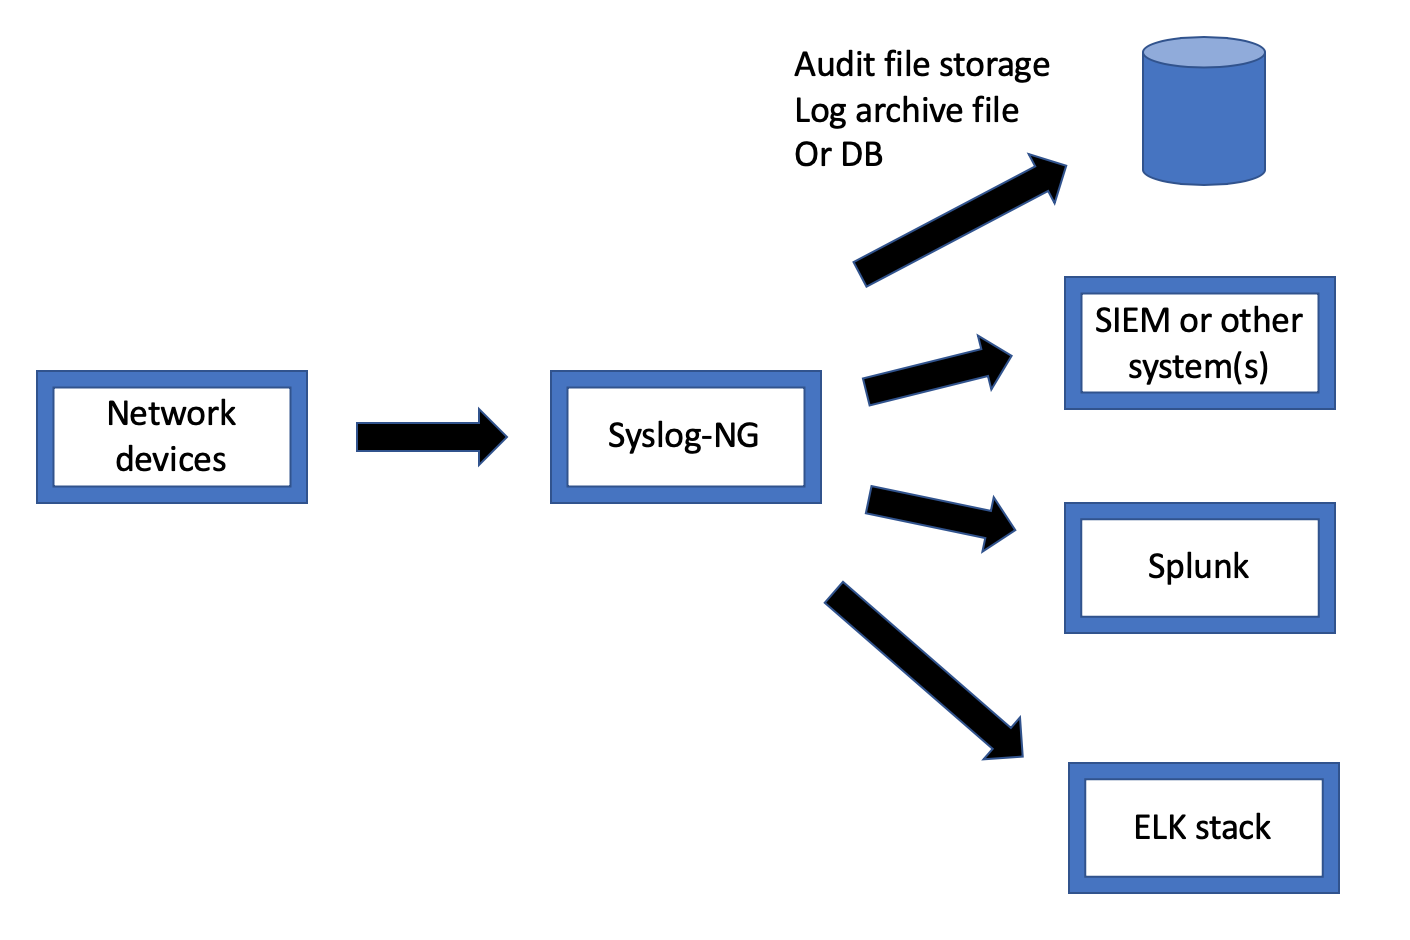 Audit file storage
Log archive file
Or DB
SIEM or other
system(s)
Network
devices
Syslog-NG
Splunk
ELK stack